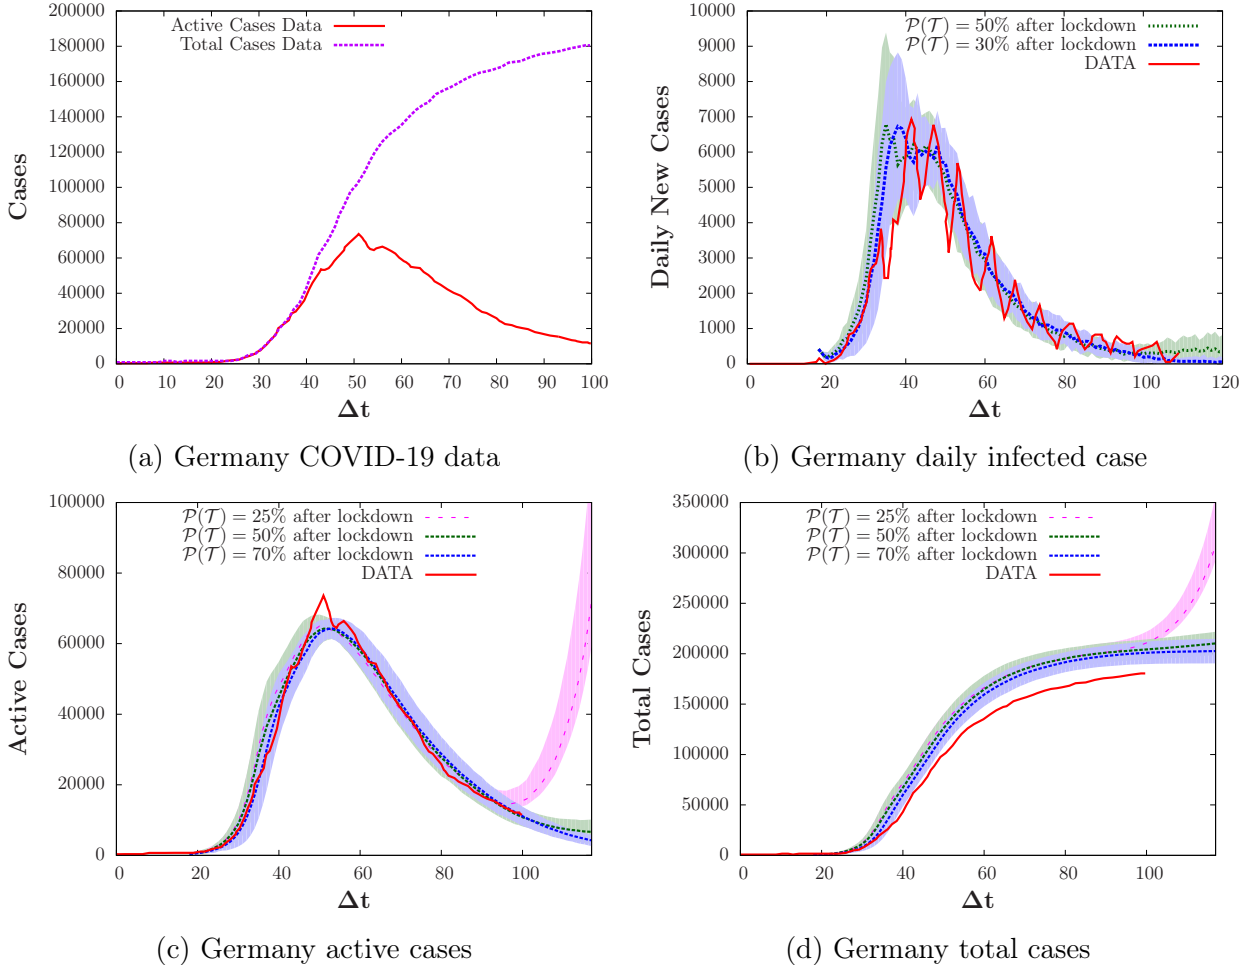 Active Cases Data
Total Cases Data
200000
180000
160000
140000
120000
100000
80000
60000
40000
20000
0
Cases
0 10 20 30 40 50 60 70 80 90 100
Δt
(a) Germany COVID-19 data
𝒫(𝒯) = 50% after lockdown
𝒫(𝒯) = 30% after lockdown
DATA
10000
9000
8000
7000
6000
5000
4000
3000
2000
1000
0
Daily New Cases
0 20 40 60 80 100 120
Δt
(b) Germany daily infected case
𝒫(𝒯) = 25% after lockdown
𝒫(𝒯) = 50% after lockdown
𝒫(𝒯) = 70% after lockdown
DATA
100000
80000
60000
40000
20000
0
Active Cases
0 20 40 60 80 100
Δt
(c) Germany active cases
𝒫(𝒯) = 25% after lockdown
𝒫(𝒯) = 50% after lockdown
𝒫(𝒯) = 70% after lockdown
DATA
350000
300000
250000
200000
150000
100000
50000
0
Total Cases
0 20 40 60 80 100
Δt
(d) Germany total cases